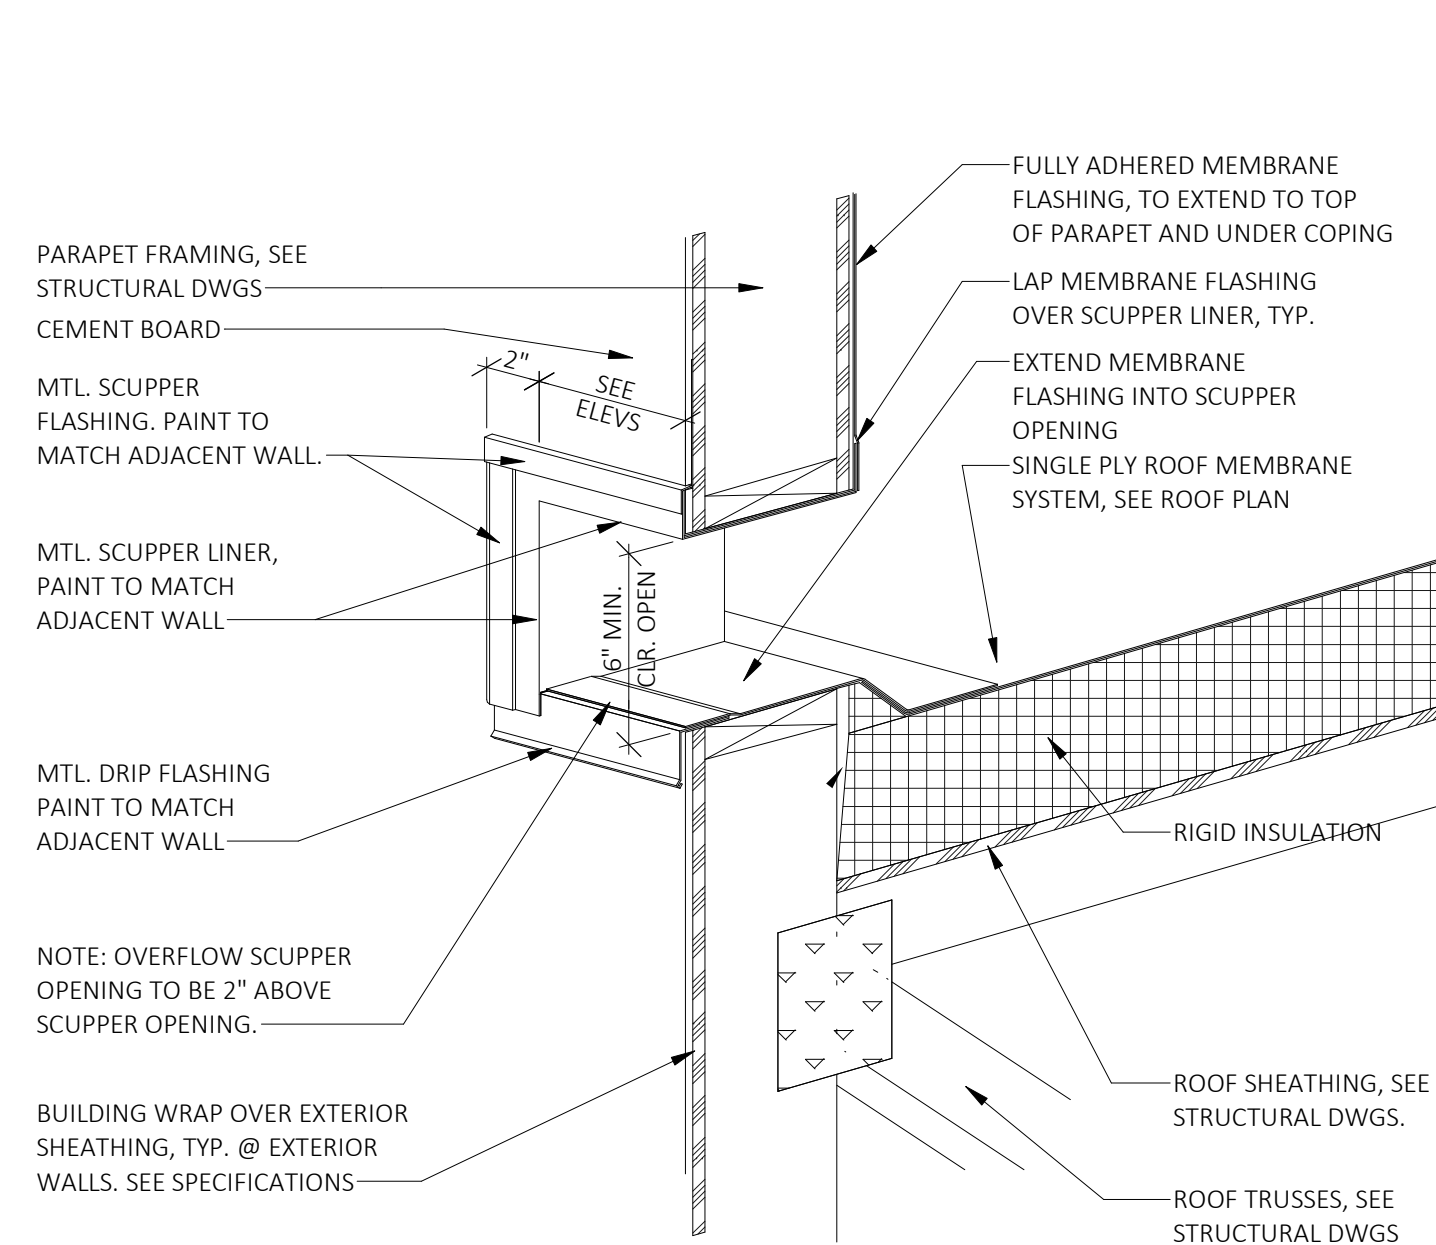 PARAPET FRAMING, SEE
STRUCTURAL DWGS
CEMENT BOARD
MTL. SCUPPER
FLASHING. PAINT TO
MATCH ADJACENT WALL.
MTL. SCUPPER LINER,
PAINT TO MATCH
ADJACENT WALL
MTL. DRIP FLASHING
PAINT TO MATCH
ADJACENT WALL
NOTE: OVERFLOW SCUPPER
OPENING TO BE 2" ABOVE
SCUPPER OPENING.
BUILDING WRAP OVER EXTERIOR
SHEATHING, TYP. @ EXTERIOR
WALLS. SEE SPECIFICATIONS
2"
SEE
ELEVS
6" MIN.
CLR. OPEN
FULLY ADHERED MEMBRANE
FLASHING, TO EXTEND TO TOP
OF PARAPET AND UNDER COPING
LAP MEMBRANE FLASHING
OVER SCUPPER LINER, TYP.
EXTEND MEMBRANE
FLASHING INTO SCUPPER
OPENING
SINGLE PLY ROOF MEMBRANE
SYSTEM, SEE ROOF PLAN
RIGID INSULATION
ROOF SHEATHING, SEE
STRUCTURAL DWGS.
ROOF TRUSSES, SEE
STRUCTURAL DWGS